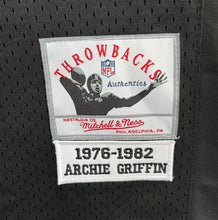 THROWBACKS
NFL
Authentics
NOSTALGIA CO.
Mitchell & Ness
PHILADELPHIA, PA
1976-1982
ARCHIE GRIFFIN